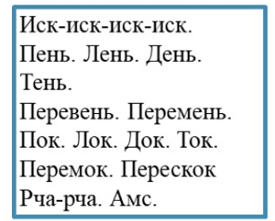 Иск-иск-иск-иск.
Пень. Лень. День.
Тень.
Перевень. Перемень.
Пок. Лок. Док. Ток.
Перемок. Перескок
Рча-рча. Амс.